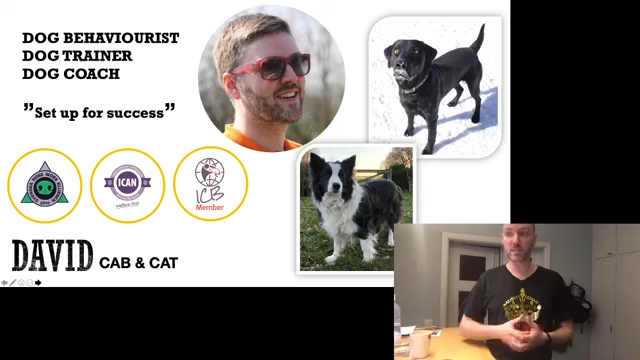 DOG BEHAVIOURIST
DOG TRAINER
DOG COACH
”Set up for success”
ICAN
ICB
Member
DAVID CAB & CAT